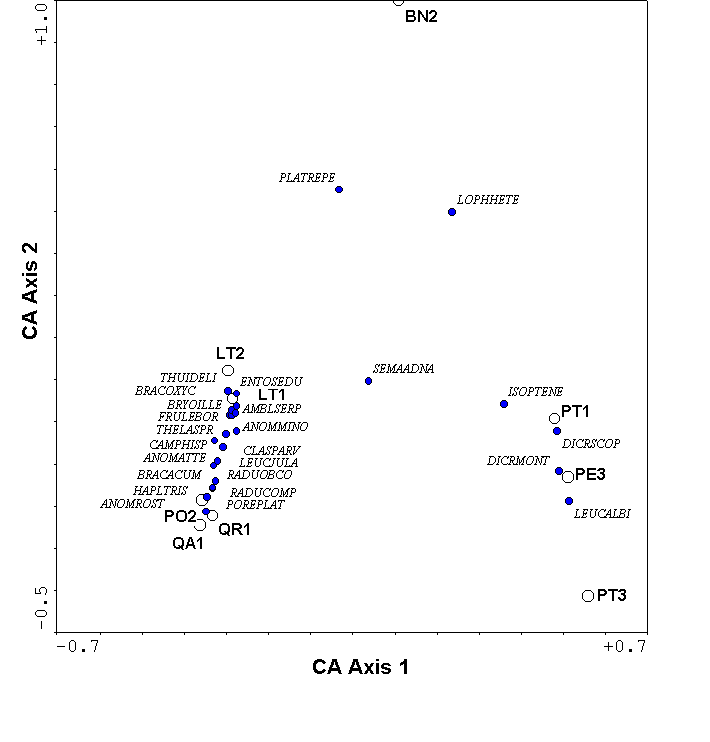 +1.0
BN2
PLATREPE
LOPHHETE
CA Axis 2
LT2
SEMAADNA
THUIDELI
ENTOSEDU
BRACOXYC
LT1
ISOPTENE
BRYOILLE
AMBLSERP
PT1
FRULEBOR
THELASPR
ANOMMINO
CAMPHISP
CLASPARV
DICRSCOP
ANOMATTE
LEUCJULA
DICRMONT
BRACACUM
RADUOBCO
PE3
HAPLTRIS
RADUCOMP
ANOMROST
POREPLAT
LEUCALBI
PO2
QR1
QA1
PT3
-0.5
-0.7
+0.7
CA Axis 1